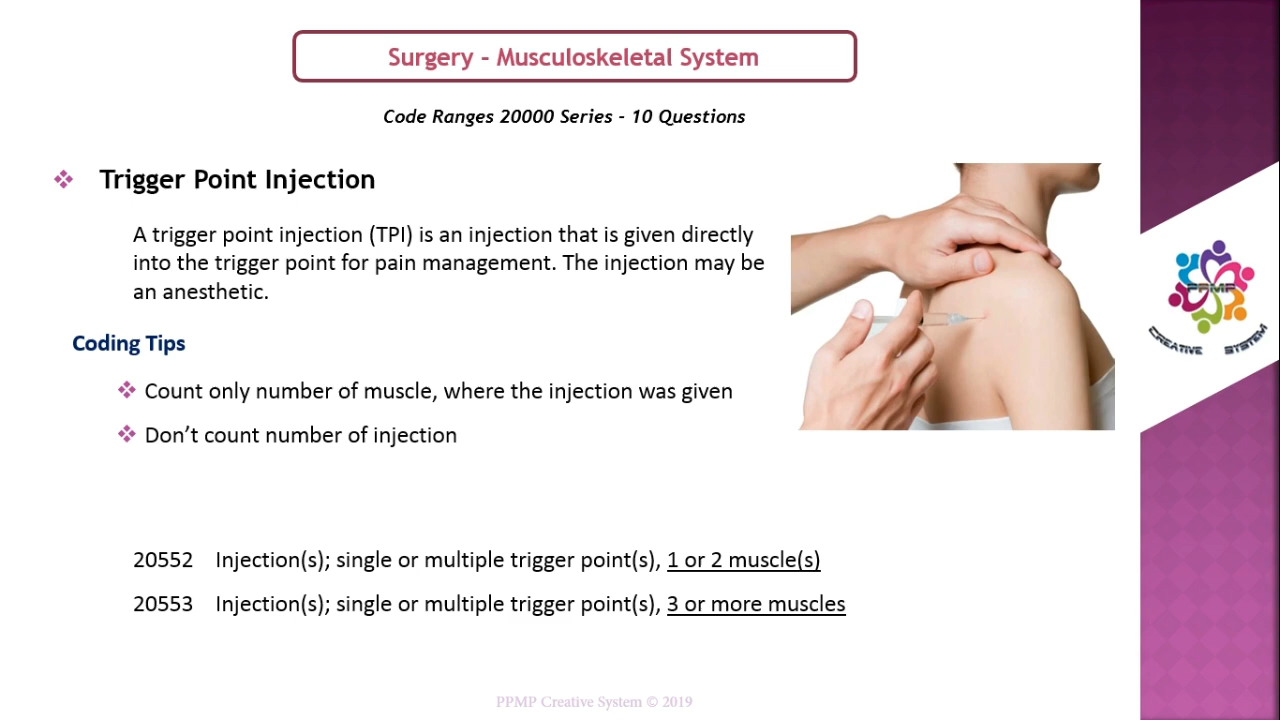 Surgery - Musculoskeletal System
Code Ranges 20000 Series - 10 Questions
Trigger Point Injection
A trigger point injection (TPI) is an injection that is given directly
into the trigger point for pain management. The injection may be
an anesthetic.
Coding Tips
Count only number of muscle, where the injection was given
Don’t count number of injection
20552 Injection(s); single or multiple trigger point(s), 1 or 2 muscle(s)
20553 Injection(s); single or multiple trigger point(s), 3 or more muscles
PPMP
CREATIVE SYSTEM
PPMP Creative System © 2019